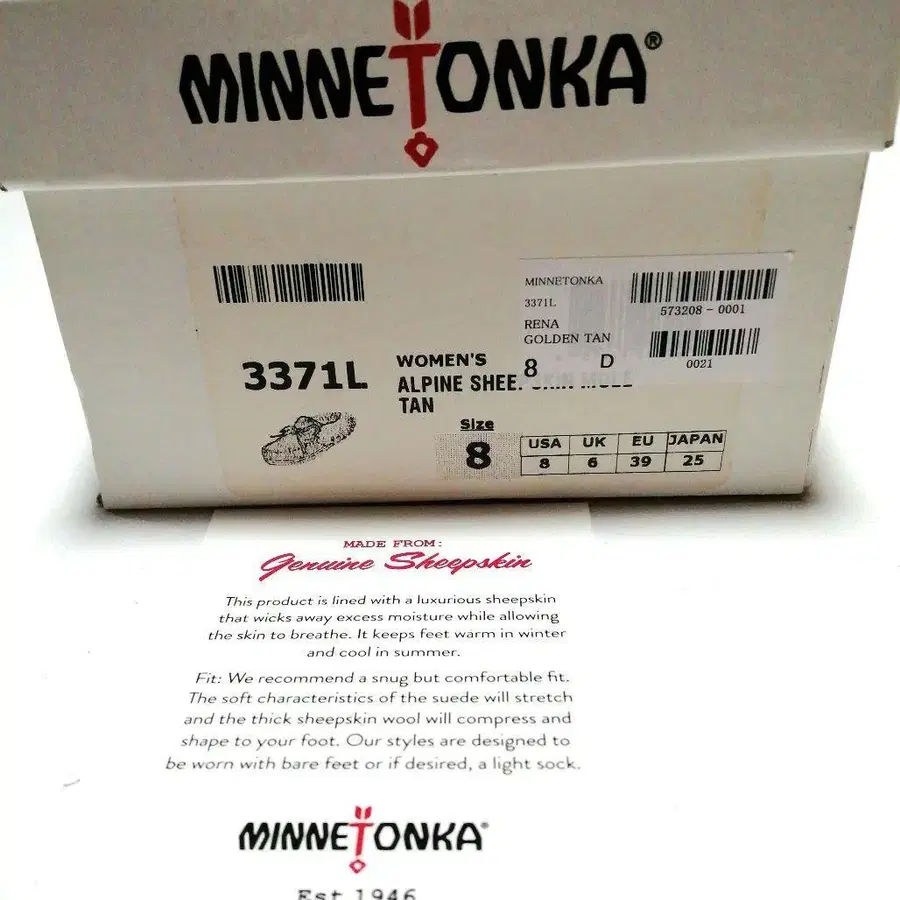 MINNETONKA®
MINNETONKA
3371L
RENA
GOLDEN TAN
8 D
573208 - 0001
0021
3371L
WOMEN'S
ALPINE
TAN
Size
8
USA UK EU JAPAN
8 6 39 25
MADE FROM:
Genuine Sheepskin
This product is lined with a luxurious sheepskin
that wicks away excess moisture while allowing
the skin to breathe. It keeps feet warm in winter
and cool in summer.
Fit: We recommend a snug but comfortable fit.
The soft characteristics of the suede will stretch
and the thick sheepskin wool will compress and
shape to your foot. Our styles are designed to
be worn with bare feet or if desired, a light sock.
MINNETONKA®
Est 1946